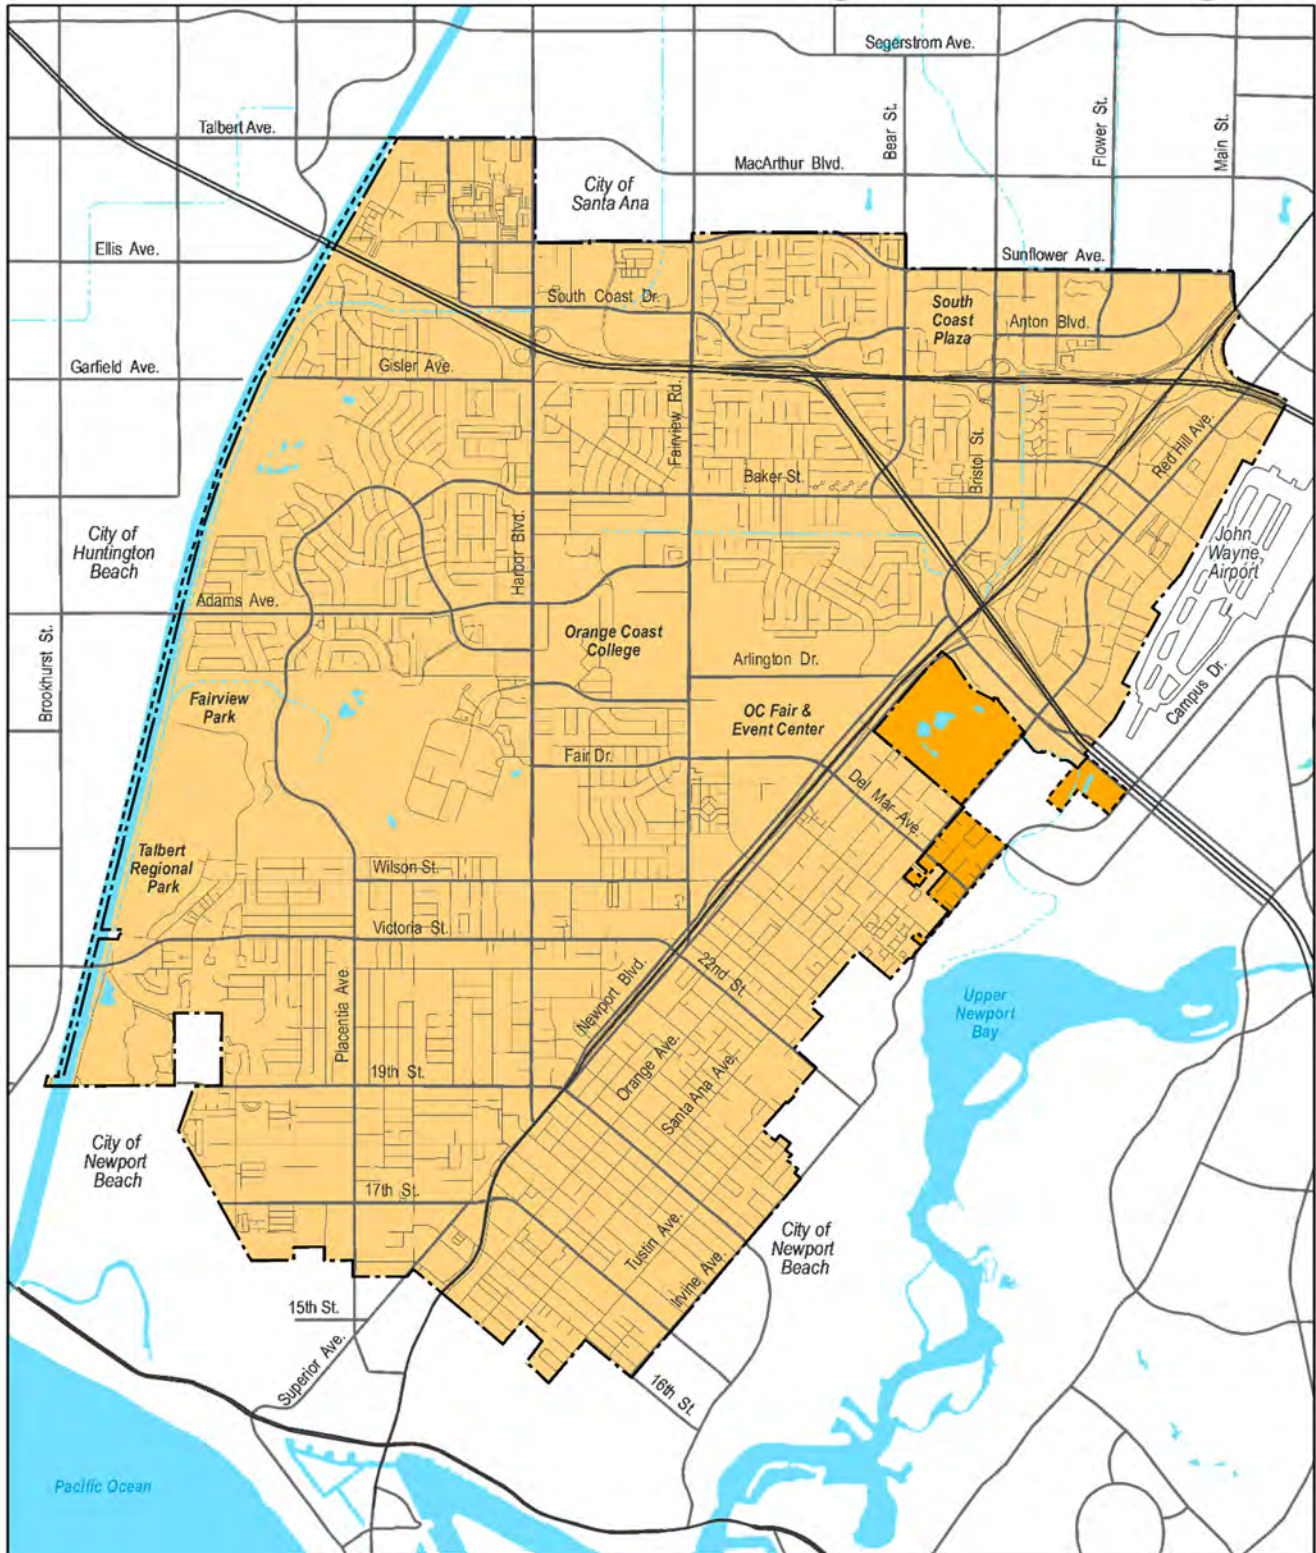 Segerstrom Ave.
Talbert Ave.
Bear St.
Flower St.
Main St.
MacArthur Blvd.
City of
Santa Ana
Ellis Ave.
Sunflower Ave.
South Coast Dr.
South
Coast
Plaza
Anton Blvd.
Garfield Ave.
Gisler Ave.
Fairview Rd.
Red Hill Ave.
Bristol St.
Baker St.
City of
Huntington
Beach
Harbor Blvd.
John
Wayne
Airport
Adams Ave.
Brookhurst St.
Orange Coast
College
Arlington Dr.
Campus Dr.
Fairview
Park
OC Fair &
Event Center
Fair Dr.
Del Mar Ave.
Talbert
Regional
Park
Wilson St.
Victoria St.
22nd St.
Newport Blvd.
Placentia Ave.
Upper
Newport
Bay
19th St.
Orange Ave.
Santa Ana Ave.
City of
Newport
Beach
17th St.
Tustin Ave.
City of
Newport
Beach
Irvine Ave.
15th St.
Superior Ave.
16th St.
Pacific Ocean